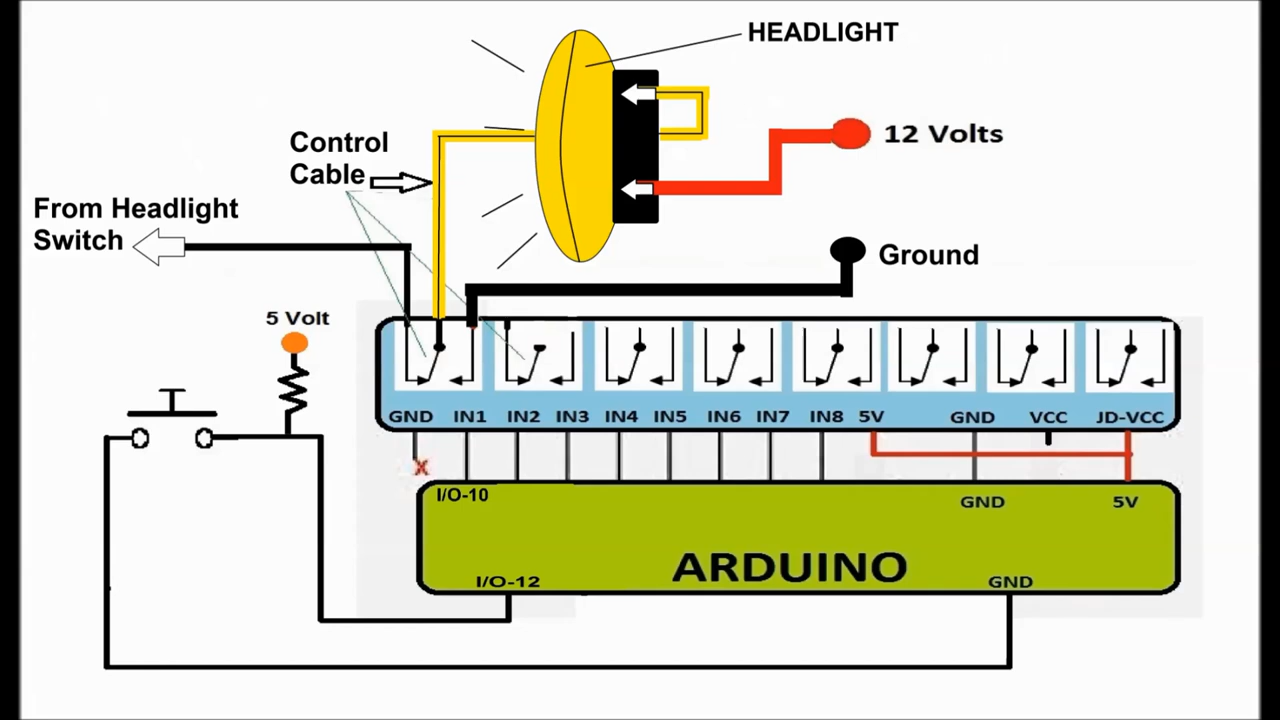 HEADLIGHT
12 Volts
Control
Cable
From Headlight
Switch
Ground
5 Volt
GND IN1 IN2 IN3 IN4 IN5 IN6 IN7 IN8 5V GND VCC JD-VCC
X
I/O-10
GND 5V
ARDUINO
I/O-12 GND